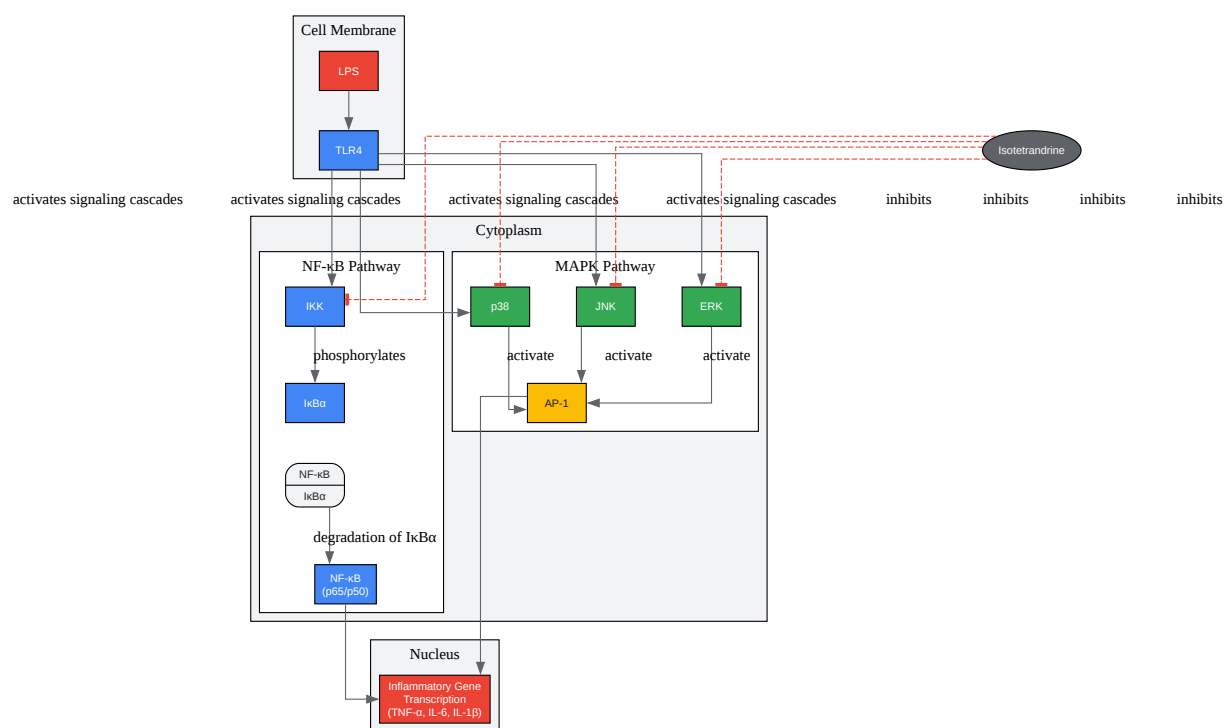 Cell Membrane
LPS
TLR4
Isotetrandrine
activates signaling cascades
activates signaling cascades
activates signaling cascades
activates signaling cascades
inhibits
inhibits
inhibits
inhibits
Cytoplasm
NF-κB Pathway
MAPK Pathway
IKK
p38
JNK
ERK
phosphorylates
activate
activate
activate
IκBα
AP-1
NF-κB
IκBα
degradation of IκBα
NF-κB
(p65/p50)
Nucleus
Inflammatory Gene
Transcription
(TNF-α, IL-6, IL-1β)